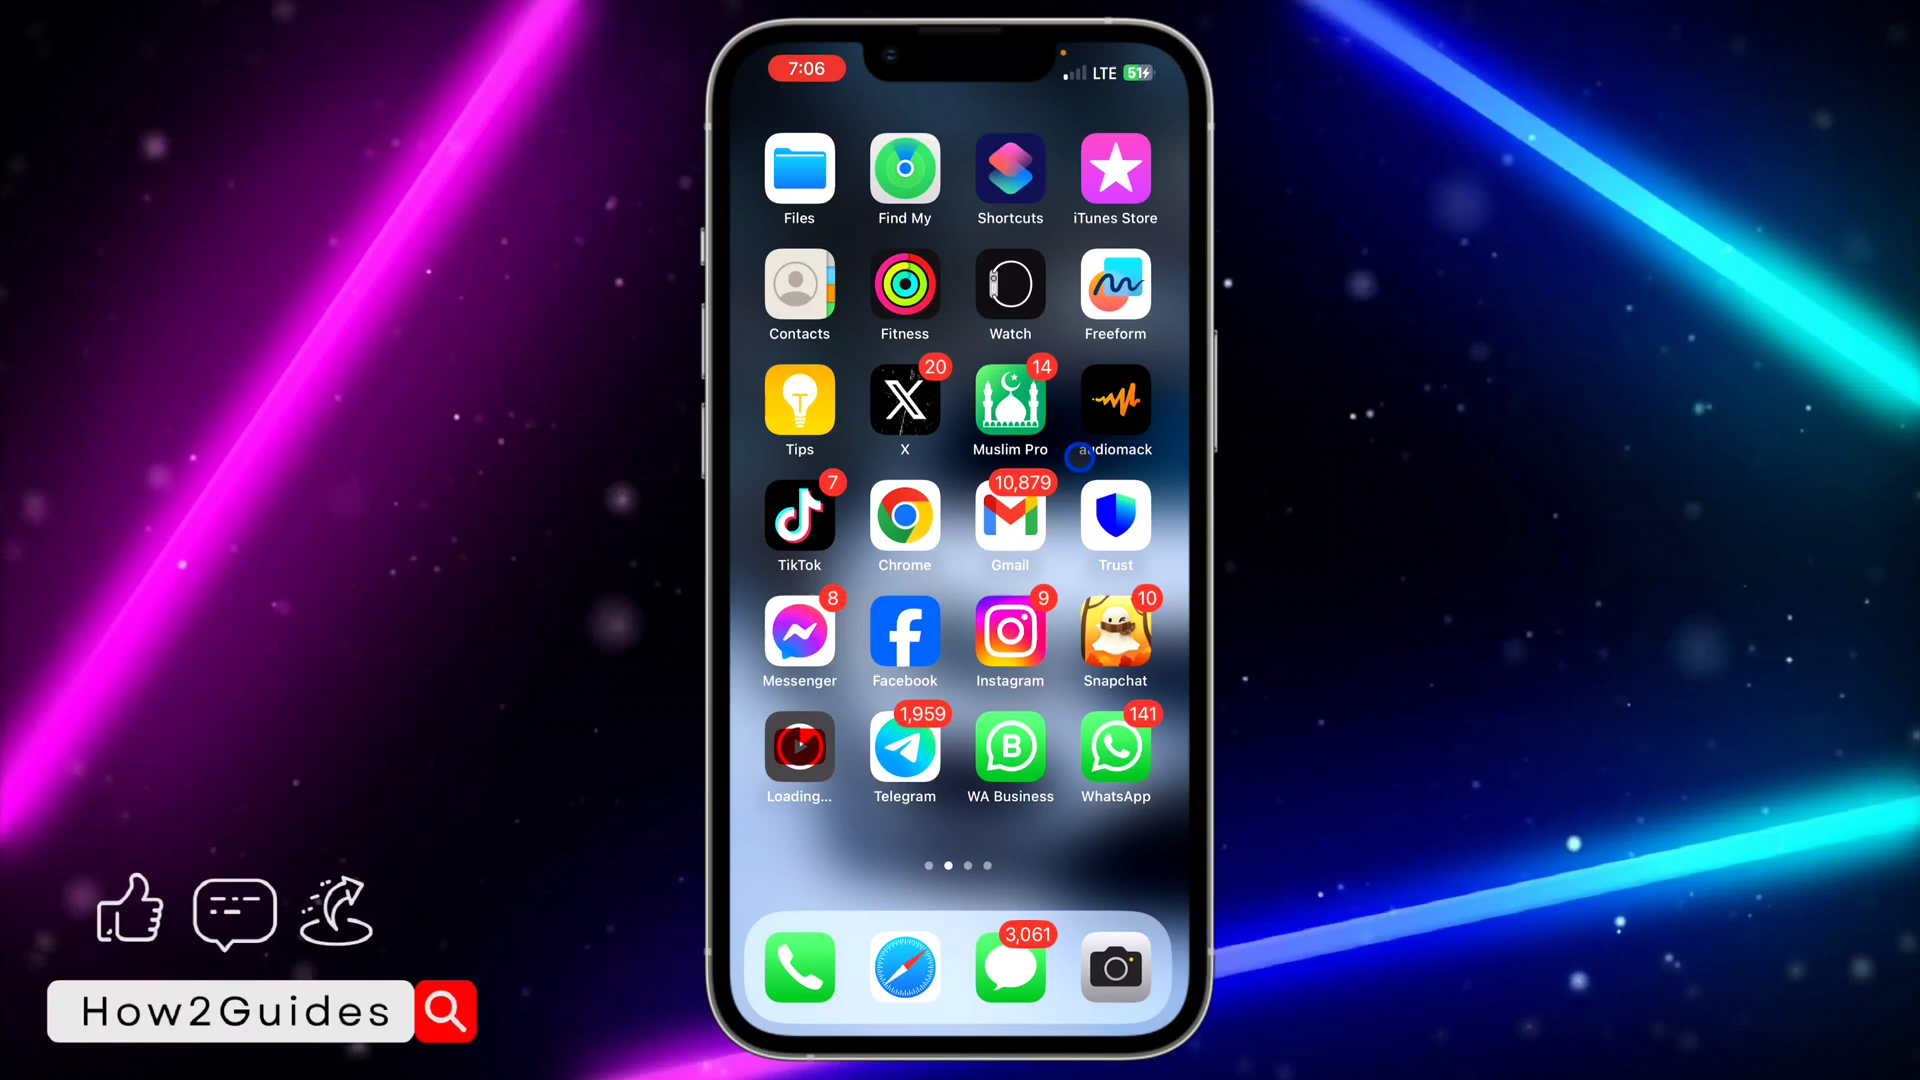 7:06 LTE 51
Files Find My Shortcuts iTunes Store
Contacts Fitness Watch Freeform
20 14
Tips X Muslim Pro audiomack
7 10,879
TikTok Chrome Gmail Trust
8 9 10
Messenger Facebook Instagram Snapchat
1,959 141
Loading... Telegram WA Business WhatsApp
3,061
How2Guides